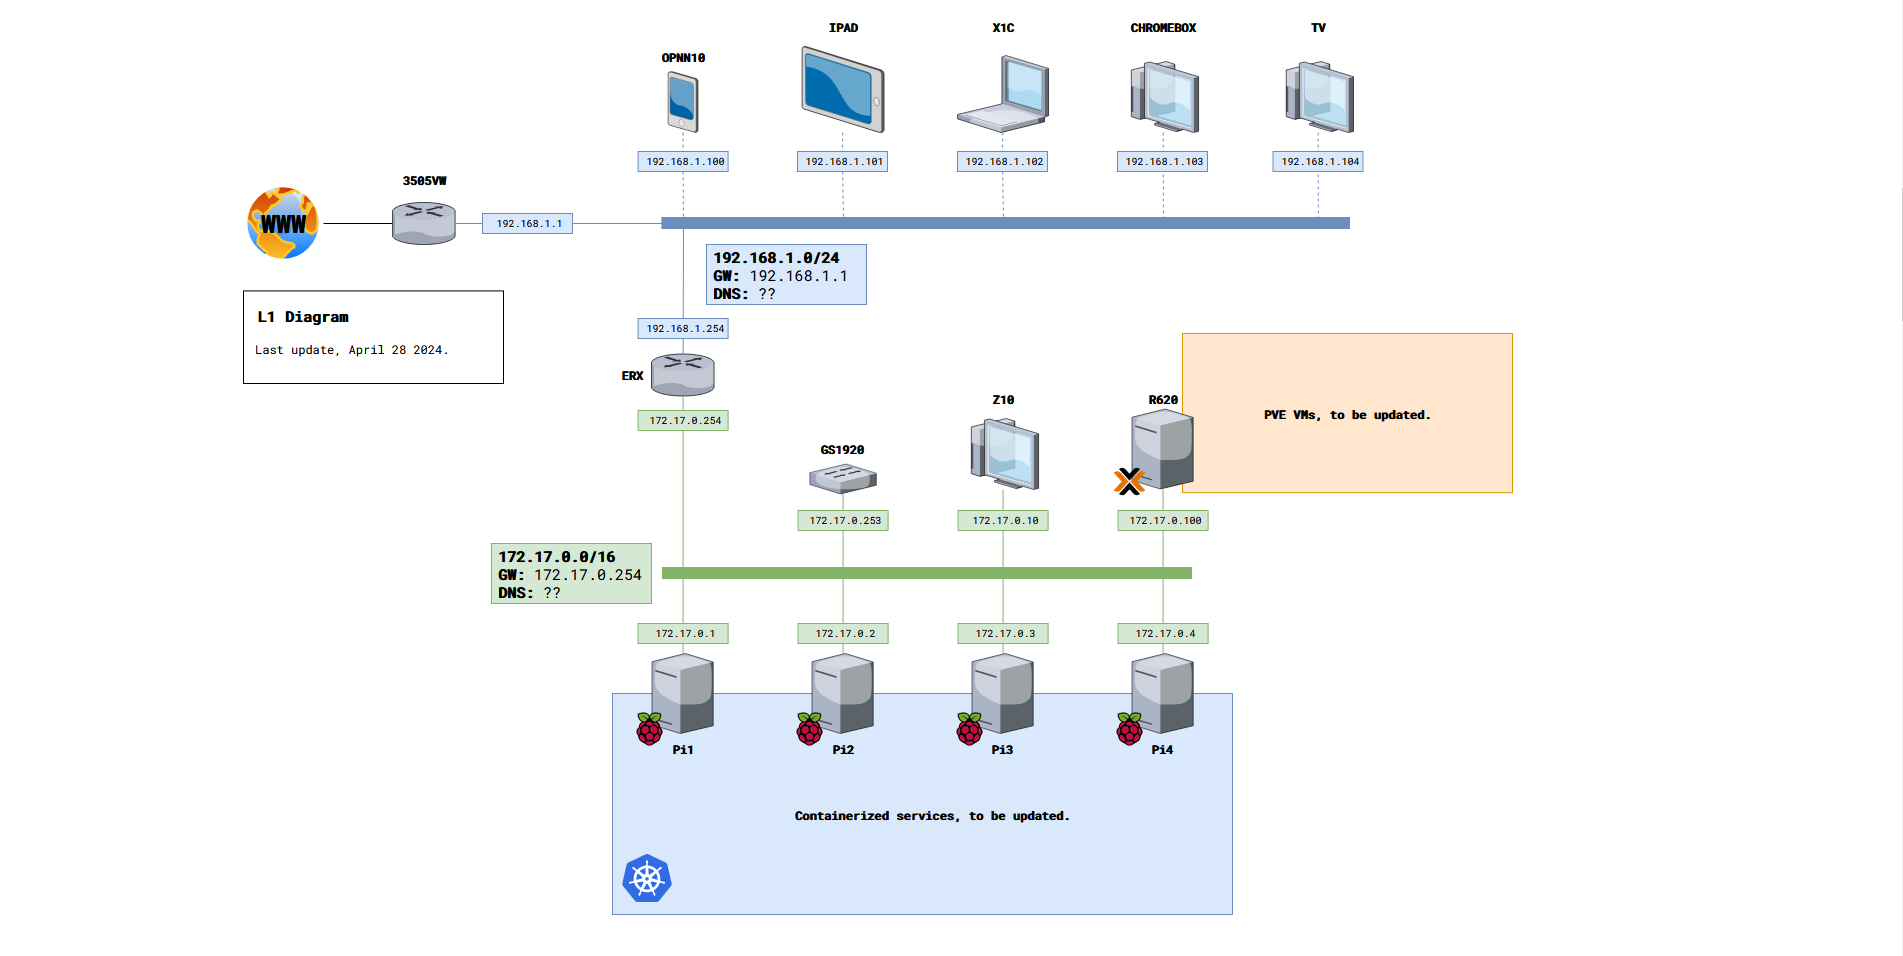 IPAD
X1C
CHROMEBOX
TV
OPNN10
192.168.1.100
192.168.1.101
192.168.1.102
192.168.1.103
192.168.1.104
3505VW
WWW
192.168.1.1
192.168.1.0/24
GW: 192.168.1.1
DNS: ??
L1 Diagram
Last update, April 28 2024.
192.168.1.254
ERX
172.17.0.254
Z10
R620
PVE VMs, to be updated.
GS1920
172.17.0.253
172.17.0.10
172.17.0.100
172.17.0.0/16
GW: 172.17.0.254
DNS: ??
172.17.0.1
172.17.0.2
172.17.0.3
172.17.0.4
Pi1
Pi2
Pi3
Pi4
Containerized services, to be updated.